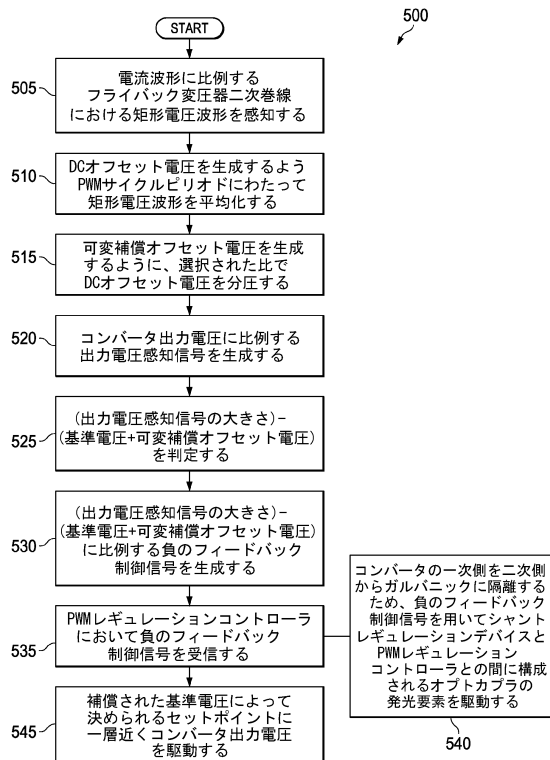 500
START
505
電流波形に比例する
フライバック変圧器二次巻線
における矩形電圧波形を感知する
510
DCオフセット電圧を生成するよう
PWMサイクルピリオドにわたって
矩形電圧波形を平均化する
515
可変補償オフセット電圧を生成
するように、選択された比で
DCオフセット電圧を分圧する
520
コンバータ出力電圧に比例する
出力電圧感知信号を生成する
525
(出力電圧感知信号の大きさ)-
(基準電圧+可変補償オフセット電圧)
を判定する
530
(出力電圧感知信号の大きさ)-
(基準電圧+可変補償オフセット電圧)
に比例する負のフィードバック
制御信号を生成する
535
PWMレギュレーションコントローラ
において負のフィードバック
制御信号を受信する
コンバータの一次側を二次側
からガルバニックに隔離する
ため、負のフィードバック
制御信号を用いてシャント
レギュレーションデバイスと
PWMレギュレーション
コントローラとの間に構成
されるオプトカプラの
発光要素を駆動する
540
545
補償された基準電圧によって
決められるセットポイントに
一層近くコンバータ出力電圧
を駆動する